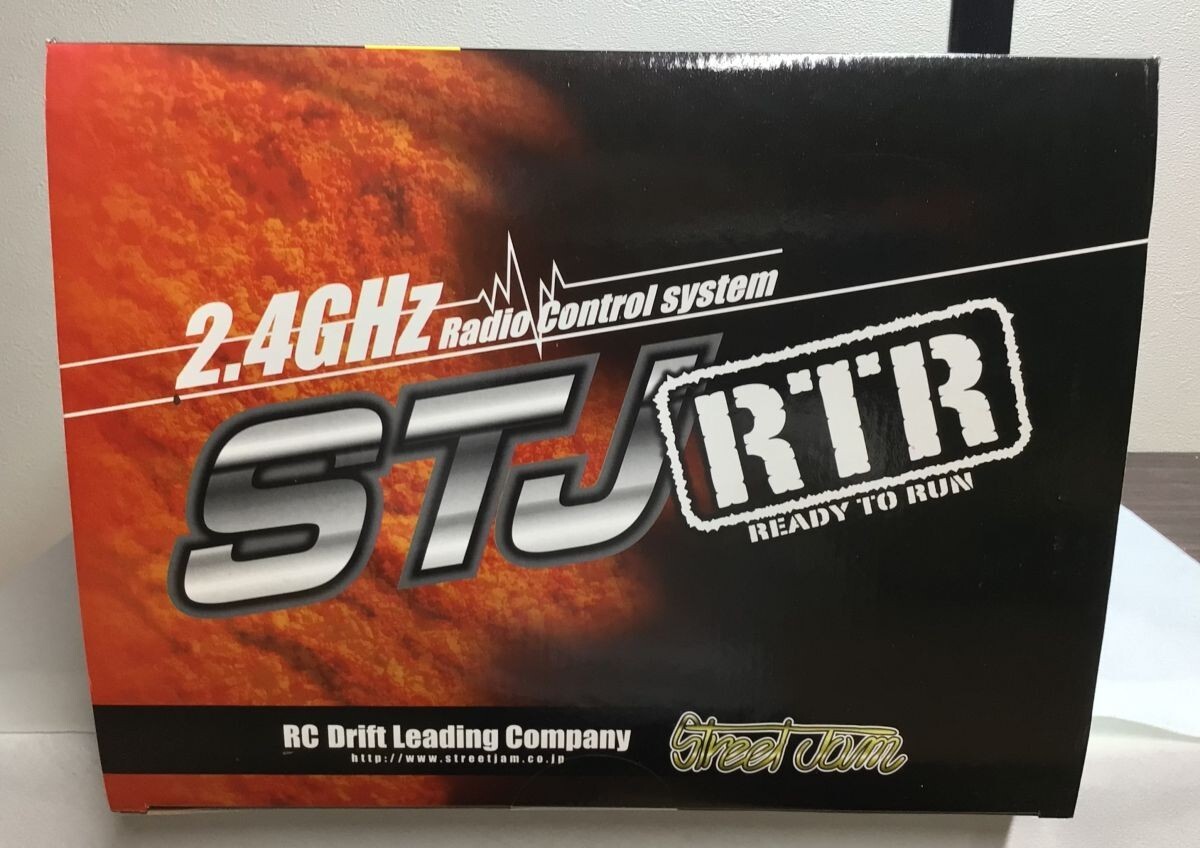 2.4GHz Radio Control system
STJ RTR
READY TO RUN
RC Drift Leading Company
http://www.streetjam.co.jp
Street Jam